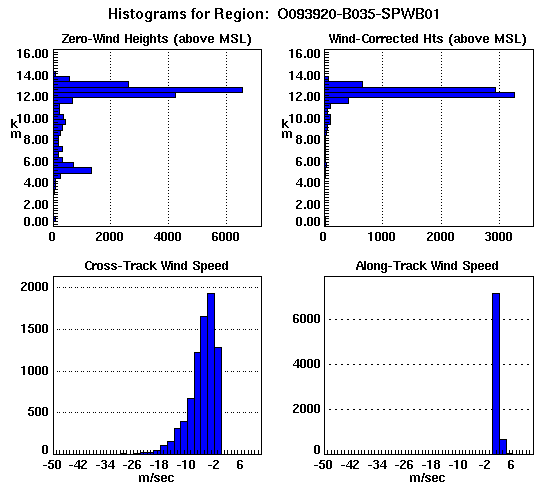 Histograms for Region: O093920-B035-SPWB01
Zero-Wind Heights (above MSL)
16.00
14.00
12.00
10.00
8.00
6.00
4.00
2.00
0.00
km
0 2000 4000 6000
Wind-Corrected Hts (above MSL)
16.00
14.00
12.00
10.00
8.00
6.00
4.00
2.00
0.00
km
0 1000 2000 3000
Cross-Track Wind Speed
2000
1500
1000
500
0
-50 -42 -34 -26 -18 -10 -2 6
m/sec
Along-Track Wind Speed
6000
4000
2000
0
-50 -42 -34 -26 -18 -10 -2 6
m/sec